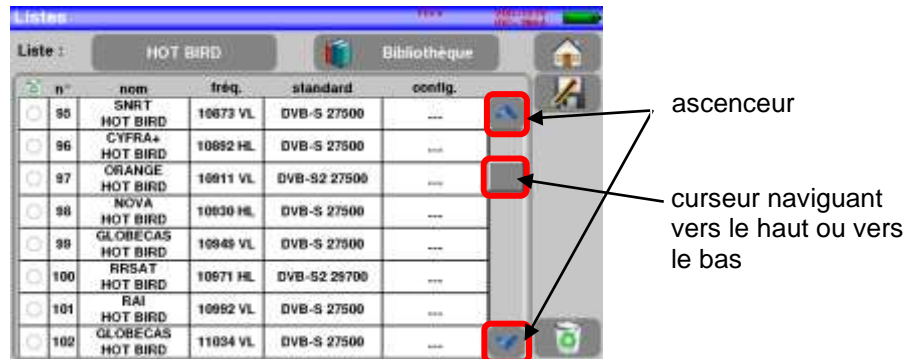 Listes
Liste : HOT BIRD Bibliothèque
n° nom fréq. standard config.
95 SNRT HOT BIRD 10873 VL DVB-S 27500 ---
96 CYFRA+ HOT BIRD 10892 HL DVB-S 27500 ---
97 ORANGE HOT BIRD 10911 VL DVB-S2 27500 ---
98 NOVA HOT BIRD 10930 HL DVB-S 27500 ---
99 GLOBECAS HOT BIRD 10949 VL DVB-S 27500 ---
100 RRSAT HOT BIRD 10971 HL DVB-S2 29700 ---
101 RAI HOT BIRD 10992 VL DVB-S 27500 ---
102 GLOBECAS HOT BIRD 11034 VL DVB-S 27500 ---
ascenceur
curseur naviguant
vers le haut ou vers
le bas